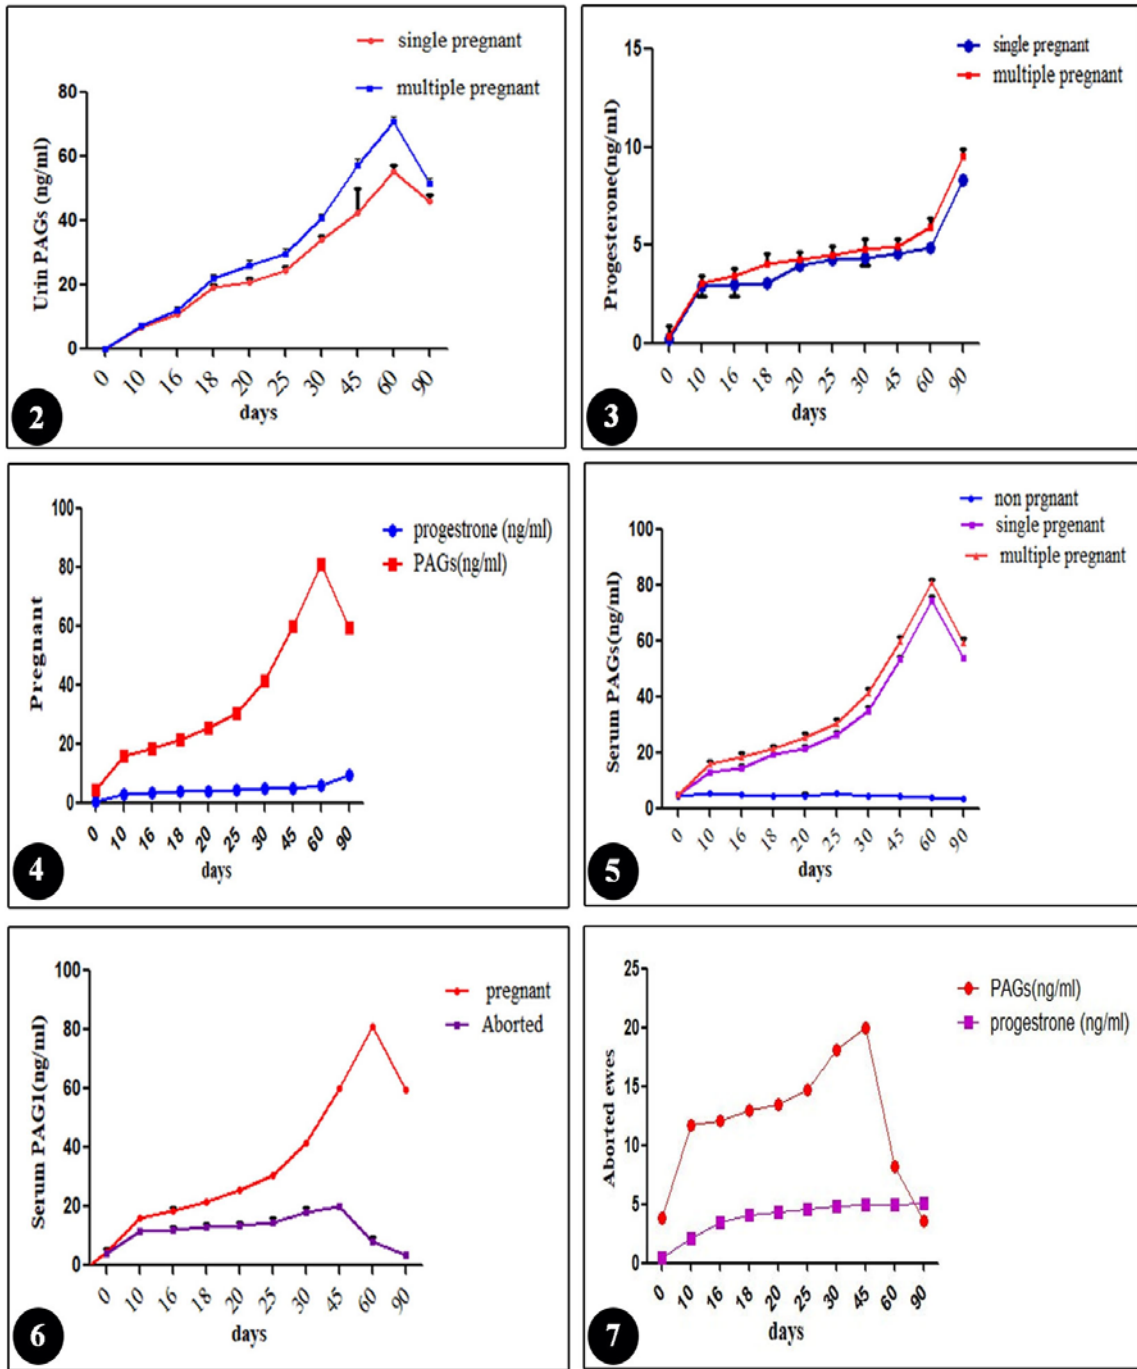 single pregnant
multiple pregnant
Urin PAGs (ng/ml)
80
60
40
20
0
0 10 16 18 20 25 30 45 60 90
days
2
single pregnant
multiple pregnant
Progesterone(ng/ml)
15
10
5
0
0 10 16 18 20 25 30 45 60 90
days
3
progestrone (ng/ml)
PAGs(ng/ml)
Pregnant
100
80
60
40
20
0
0 10 16 18 20 25 30 45 60 90
days
4
non prgnant
single prgenant
multiple pregnant
Serum PAGs(ng/ml)
100
80
60
40
20
0
0 10 16 18 20 25 30 45 60 90
days
5
pregnant
Aborted
Serum PAG1(ng/ml)
100
80
60
40
20
0
0 10 16 18 20 25 30 45 60 90
days
6
PAGs(ng/ml)
progestrone (ng/ml)
Aborted ewes
25
20
15
10
5
0
0 10 16 18 20 25 30 45 60 90
days
7